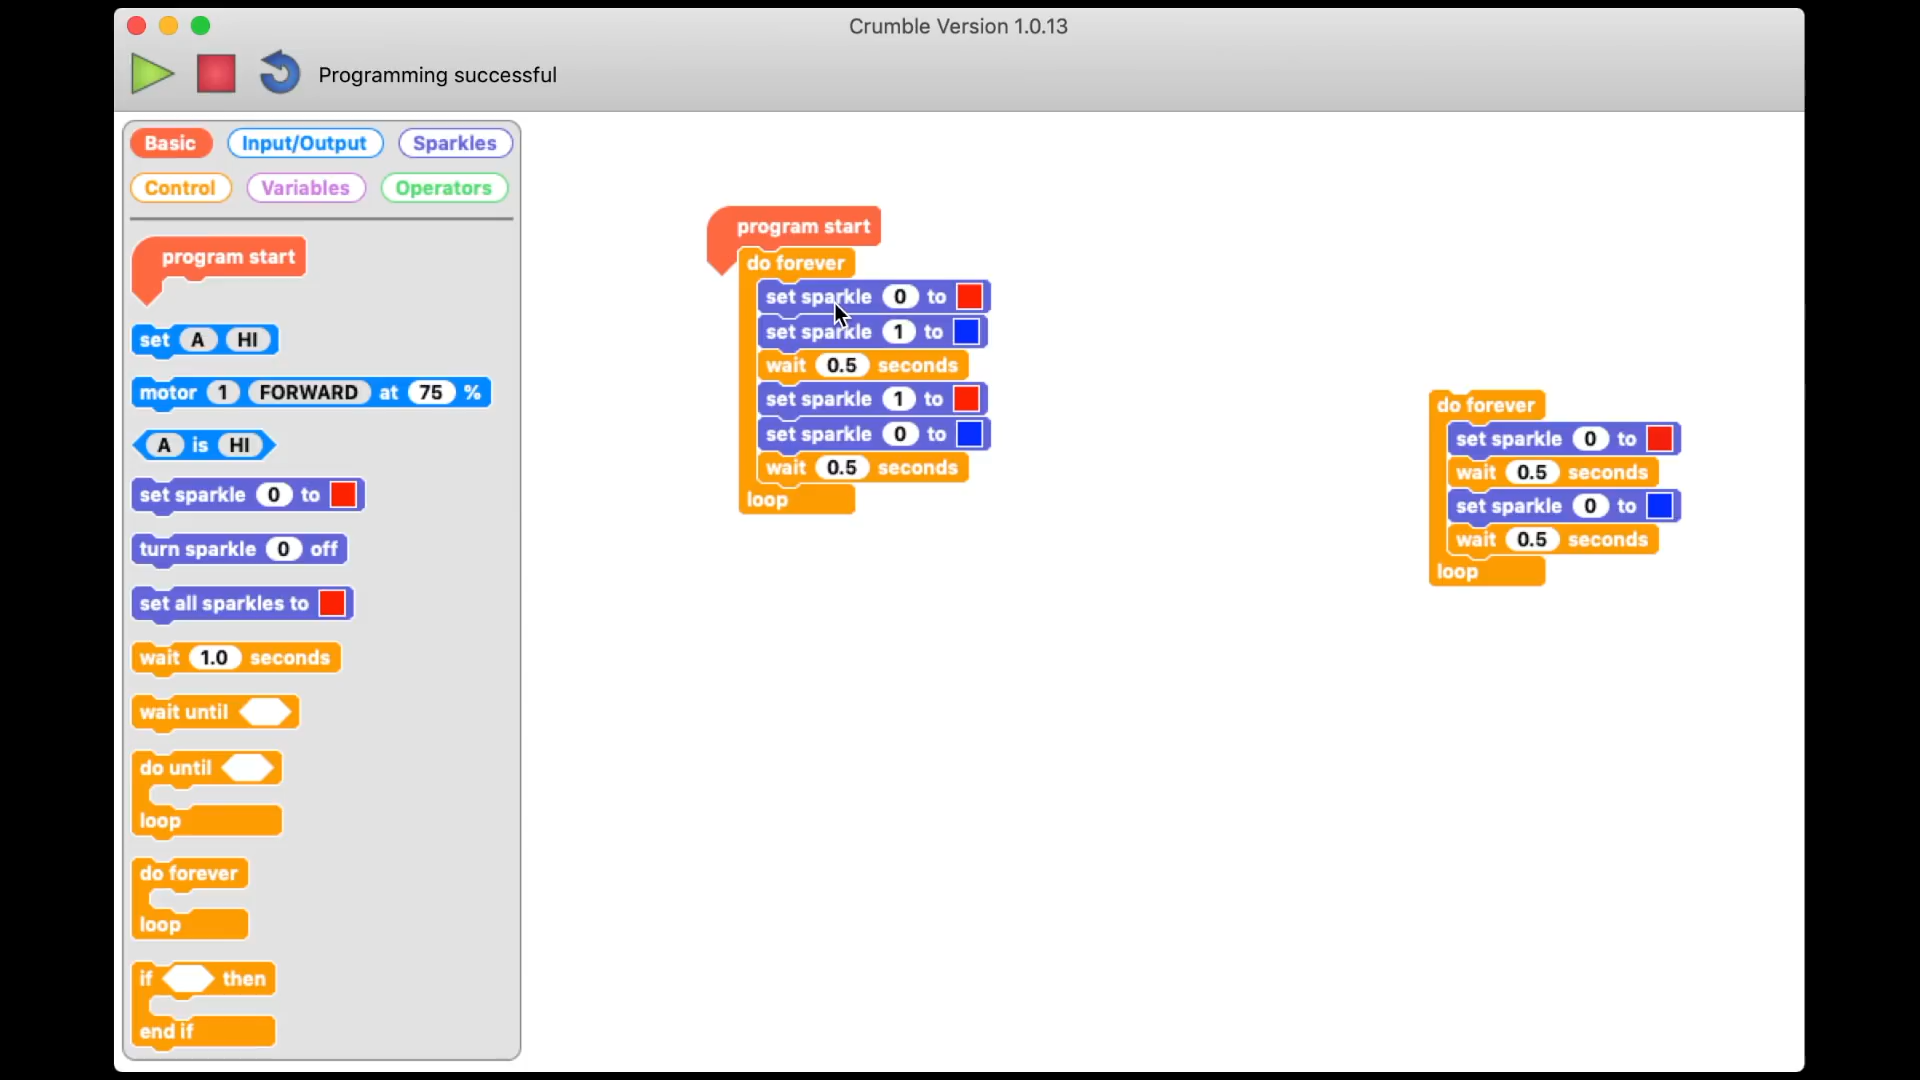 Crumble Version 1.0.13
Programming successful
Basic Input/Output Sparkles
Control Variables Operators
program start
set A HI
motor 1 FORWARD at 75 %
A is HI
set sparkle 0 to
turn sparkle 0 off
set all sparkles to
wait 1.0 seconds
wait until
do until
loop
do forever
loop
if then
end if
program start
do forever
set sparkle 0 to
set sparkle 1 to
wait 0.5 seconds
set sparkle 1 to
set sparkle 0 to
wait 0.5 seconds
loop
do forever
set sparkle 0 to
wait 0.5 seconds
set sparkle 0 to
wait 0.5 seconds
loop